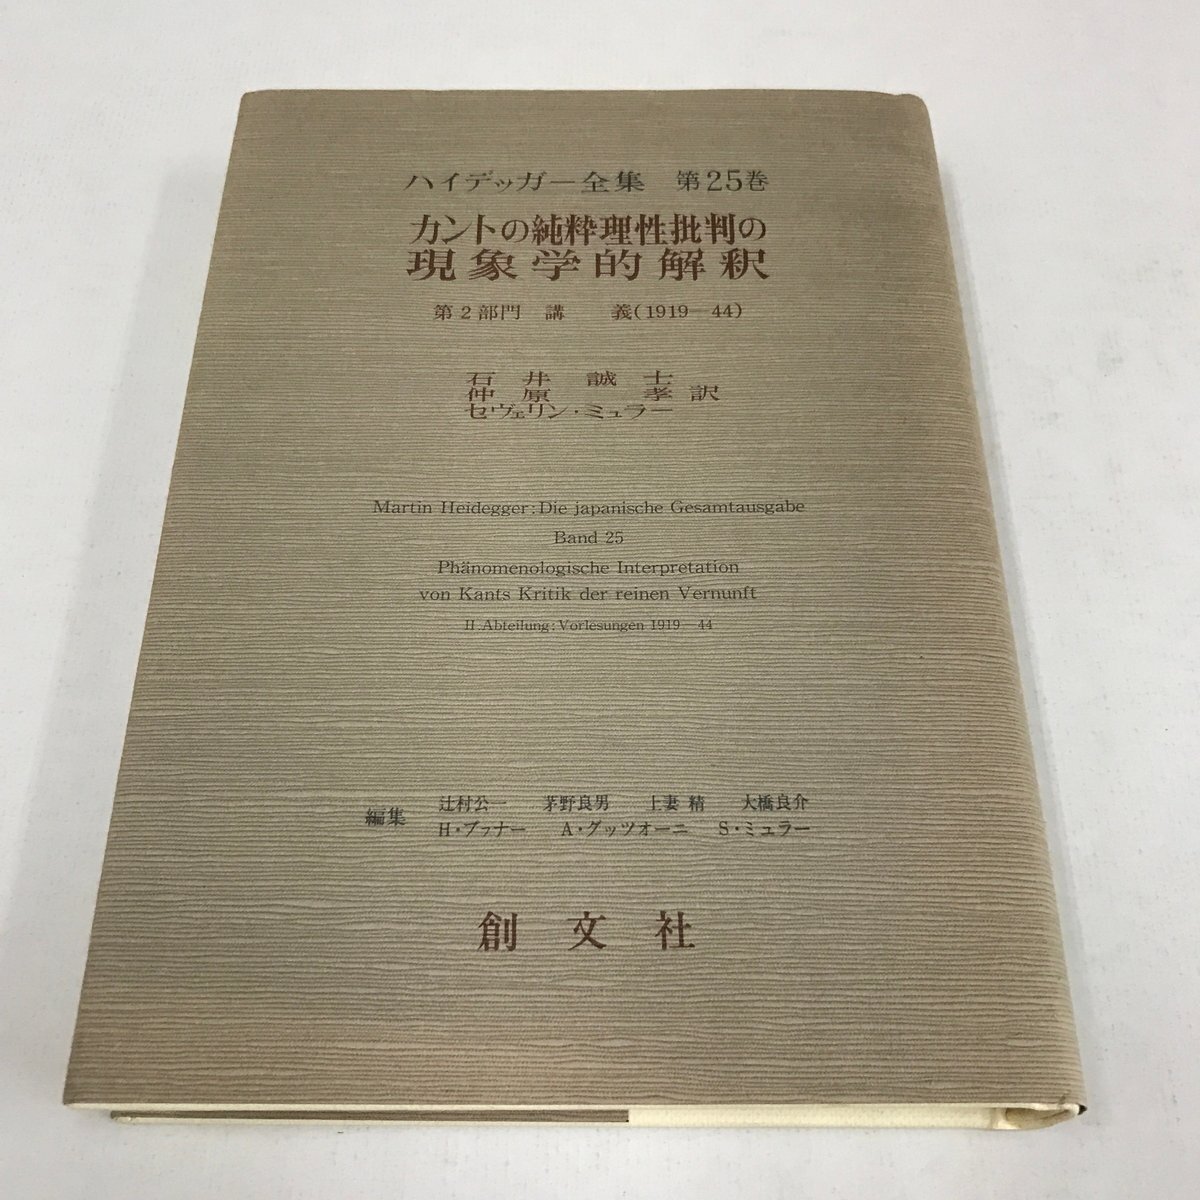 ハイデッガー全集 第25巻
カントの純粋理性批判の
現象学的解釈
第2部門 講 義(1919—44)
石井 誠士
仲原 孝 訳
セヴェリン・ミュラー
Martin Heidegger: Die japanische Gesamtausgabe
Band 25
Phänomenologische Interpretation
von Kants Kritik der reinen Vernunft
II. Abteilung: Vorlesungen 1919—44
編集
辻村公一 茅野良男 上妻 精 大橋良介
H・ブァナー A・グッツオーニ S・ミュラー
創文社